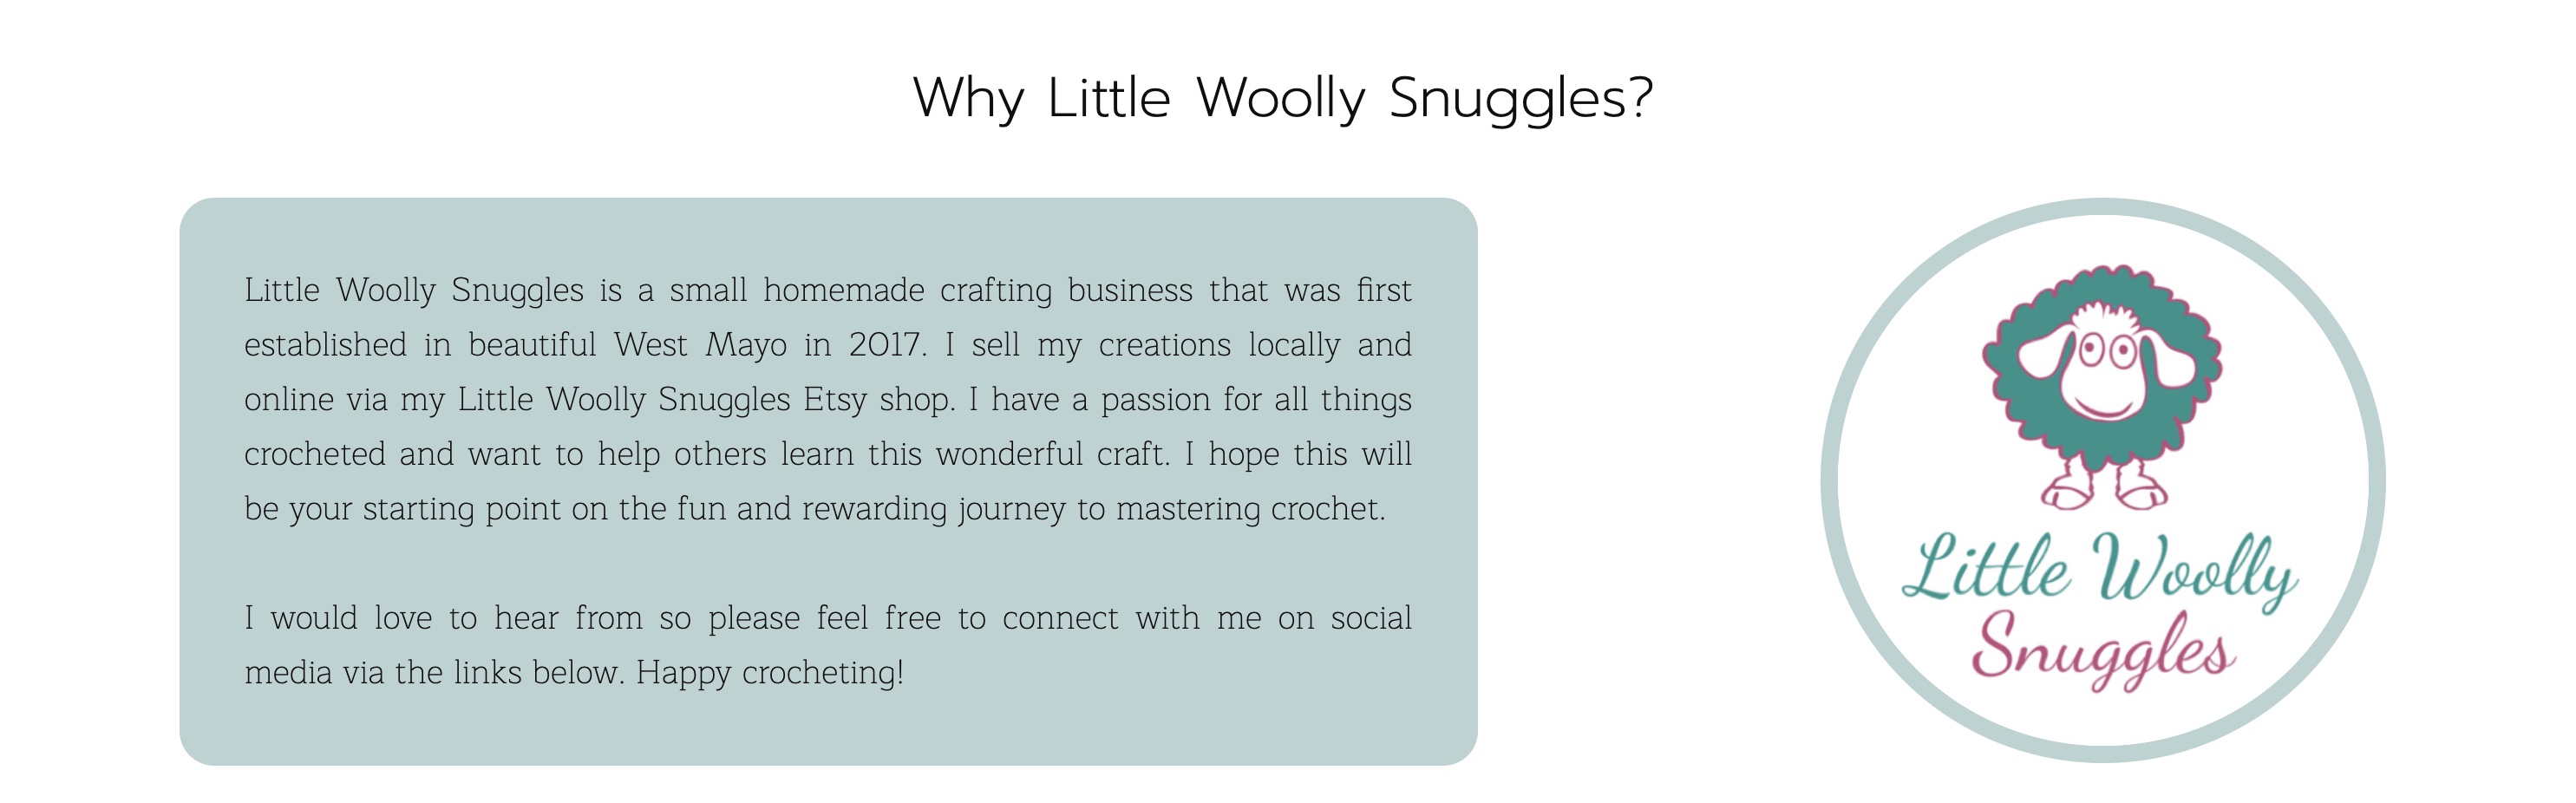 Why Little Woolly Snuggles?
Little Woolly Snuggles is a small homemade crafting business that was first
established in beautiful West Mayo in 2017. I sell my creations locally and
online via my Little Woolly Snuggles Etsy shop. I have a passion for all things
crocheted and want to help others learn this wonderful craft. I hope this will
be your starting point on the fun and rewarding journey to mastering crochet.
I would love to hear from so please feel free to connect with me on social
media via the links below. Happy crocheting!
Little Woolly
Snuggles